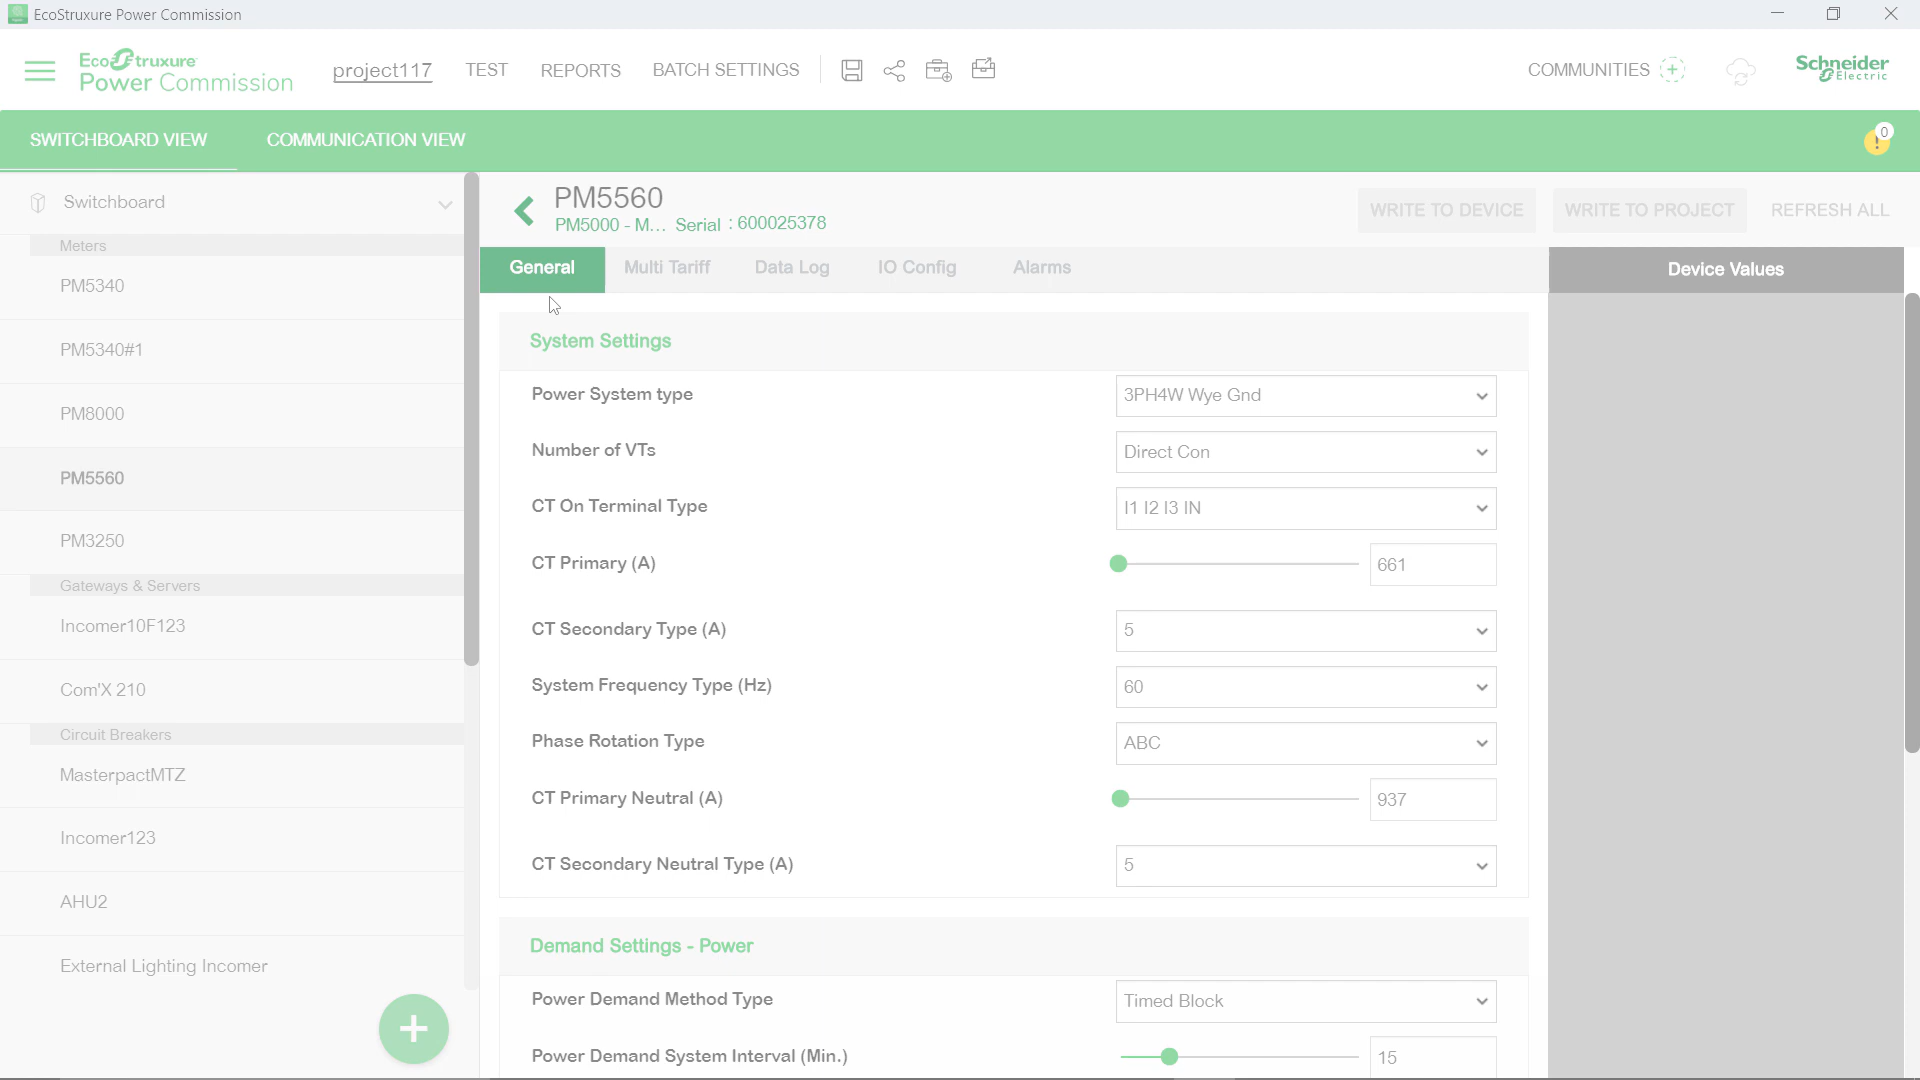 EcoStruxure Power Commission
EcoStruxure
Power Commission
project117
TEST
REPORTS
BATCH SETTINGS
COMMUNITIES
Schneider
Electric
SWITCHBOARD VIEW
COMMUNICATION VIEW
0
!
Switchboard
Meters
PM5340
PM5340#1
PM8000
PM5560
PM3250
Gateways & Servers
Incomer10F123
Com'X 210
Circuit Breakers
MasterpactMTZ
Incomer123
AHU2
External Lighting Incomer
PM5560
PM5000 - M... Serial : 600025378
WRITE TO DEVICE
WRITE TO PROJECT
REFRESH ALL
General
Multi Tariff
Data Log
IO Config
Alarms
Device Values
System Settings
Power System type
3PH4W Wye Gnd
Number of VTs
Direct Con
CT On Terminal Type
I1 I2 I3 IN
CT Primary (A)
661
CT Secondary Type (A)
5
System Frequency Type (Hz)
60
Phase Rotation Type
ABC
CT Primary Neutral (A)
937
CT Secondary Neutral Type (A)
5
Demand Settings - Power
Power Demand Method Type
Timed Block
Power Demand System Interval (Min.)
15